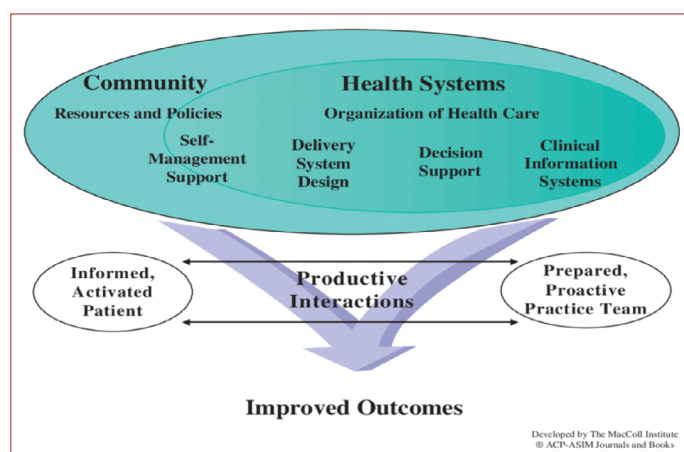 Community
Health Systems
Resources and Policies
Organization of Health Care
Self-
Management
Support
Delivery
System
Design
Decision
Support
Clinical
Information
Systems
Informed,
Activated
Patient
Productive
Interactions
Prepared,
Proactive
Practice Team
Improved Outcomes
Developed by The MacColl Institute
® ACP-ASIM Journals and Books